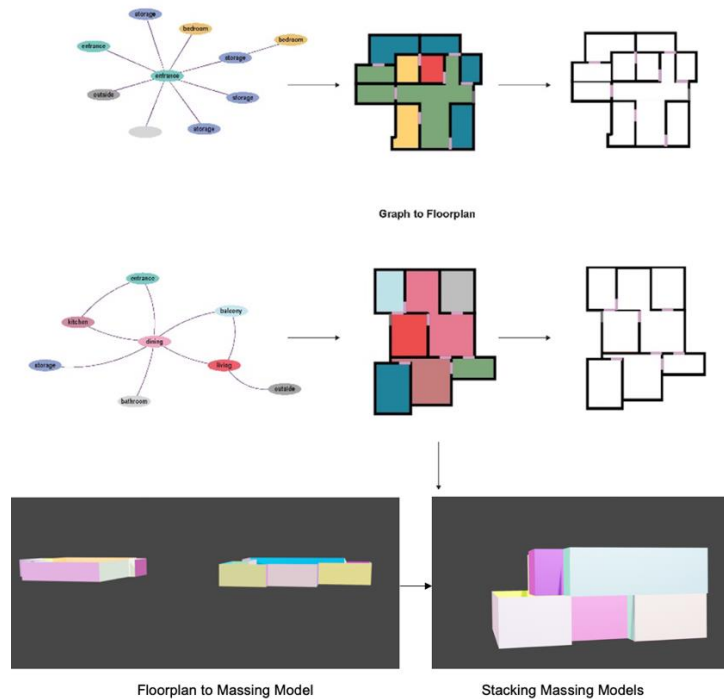 storage
bedroom
entrance
bedroom
storage
entrance
outside
storage
storage
Graph to Floorplan
entrance
balcony
kitchen
dining
storage
living
outside
bathroom
Floorplan to Massing Model
Stacking Massing Models